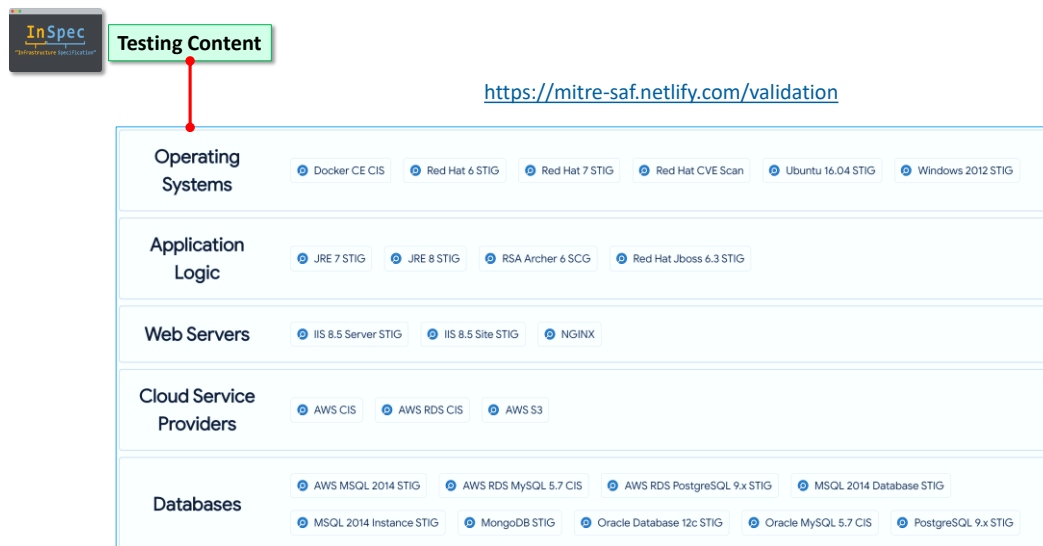 InSpec
"Infrastructure Specification"
Testing Content
https://mitre-saf.netlify.com/validation
Operating
Systems
Docker CE CIS Red Hat 6 STIG Red Hat 7 STIG Red Hat CVE Scan Ubuntu 16.04 STIG Windows 2012 STIG
Application
Logic
JRE 7 STIG JRE 8 STIG RSA Archer 6 SCG Red Hat Jboss 6.3 STIG
Web Servers
IIS 8.5 Server STIG IIS 8.5 Site STIG NGINX
Cloud Service
Providers
AWS CIS AWS RDS CIS AWS S3
Databases
AWS MSQL 2014 STIG AWS RDS MySQL 5.7 CIS AWS RDS PostgreSQL 9.x STIG MSQL 2014 Database STIG
MSQL 2014 Instance STIG MongoDB STIG Oracle Database 12c STIG Oracle MySQL 5.7 CIS PostgreSQL 9.x STIG